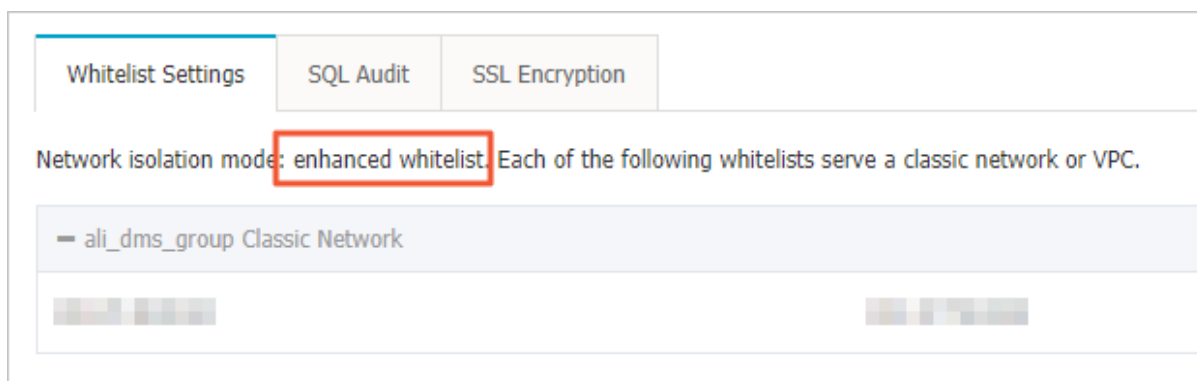 Whitelist Settings SQL Audit SSL Encryption
Network isolation mode: enhanced whitelist. Each of the following whitelists serve a classic network or VPC.
ali_dms_group Classic Network